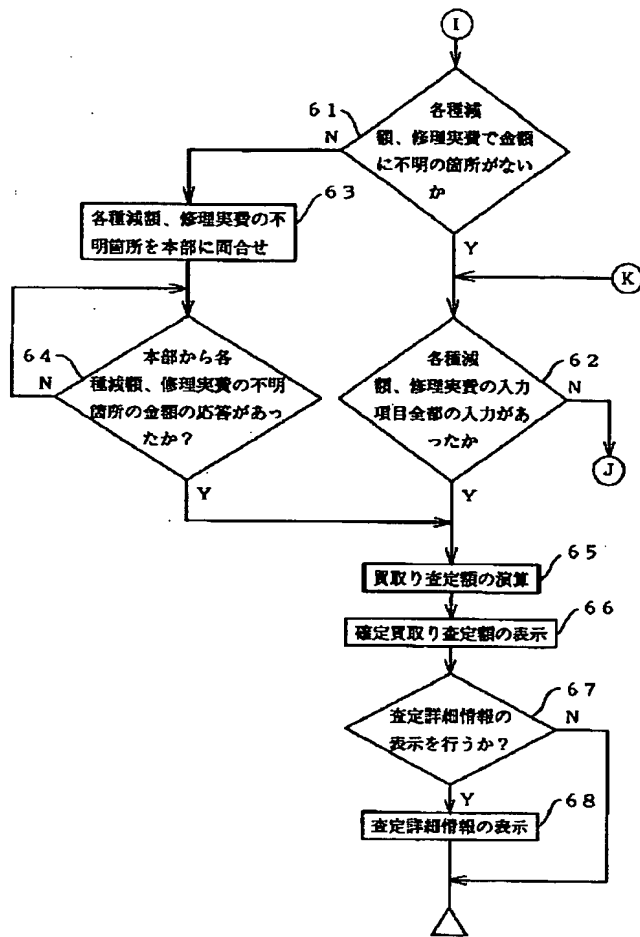 I
61
各種減
額、修理実費で金額
に不明の箇所がない
か
N
Y
63
各種減額、修理実費の不
明箇所を本部に問合せ
K
64
本部から各
種減額、修理実費の不明
箇所の金額の応答があっ
たか?
N
Y
62
各種減
額、修理実費の入力
項目全部の入力があ
ったか
N
Y
J
65
買取り査定額の演算
66
確定買取り査定額の表示
67
査定詳細情報の
表示を行うか?
N
Y
68
査定詳細情報の表示